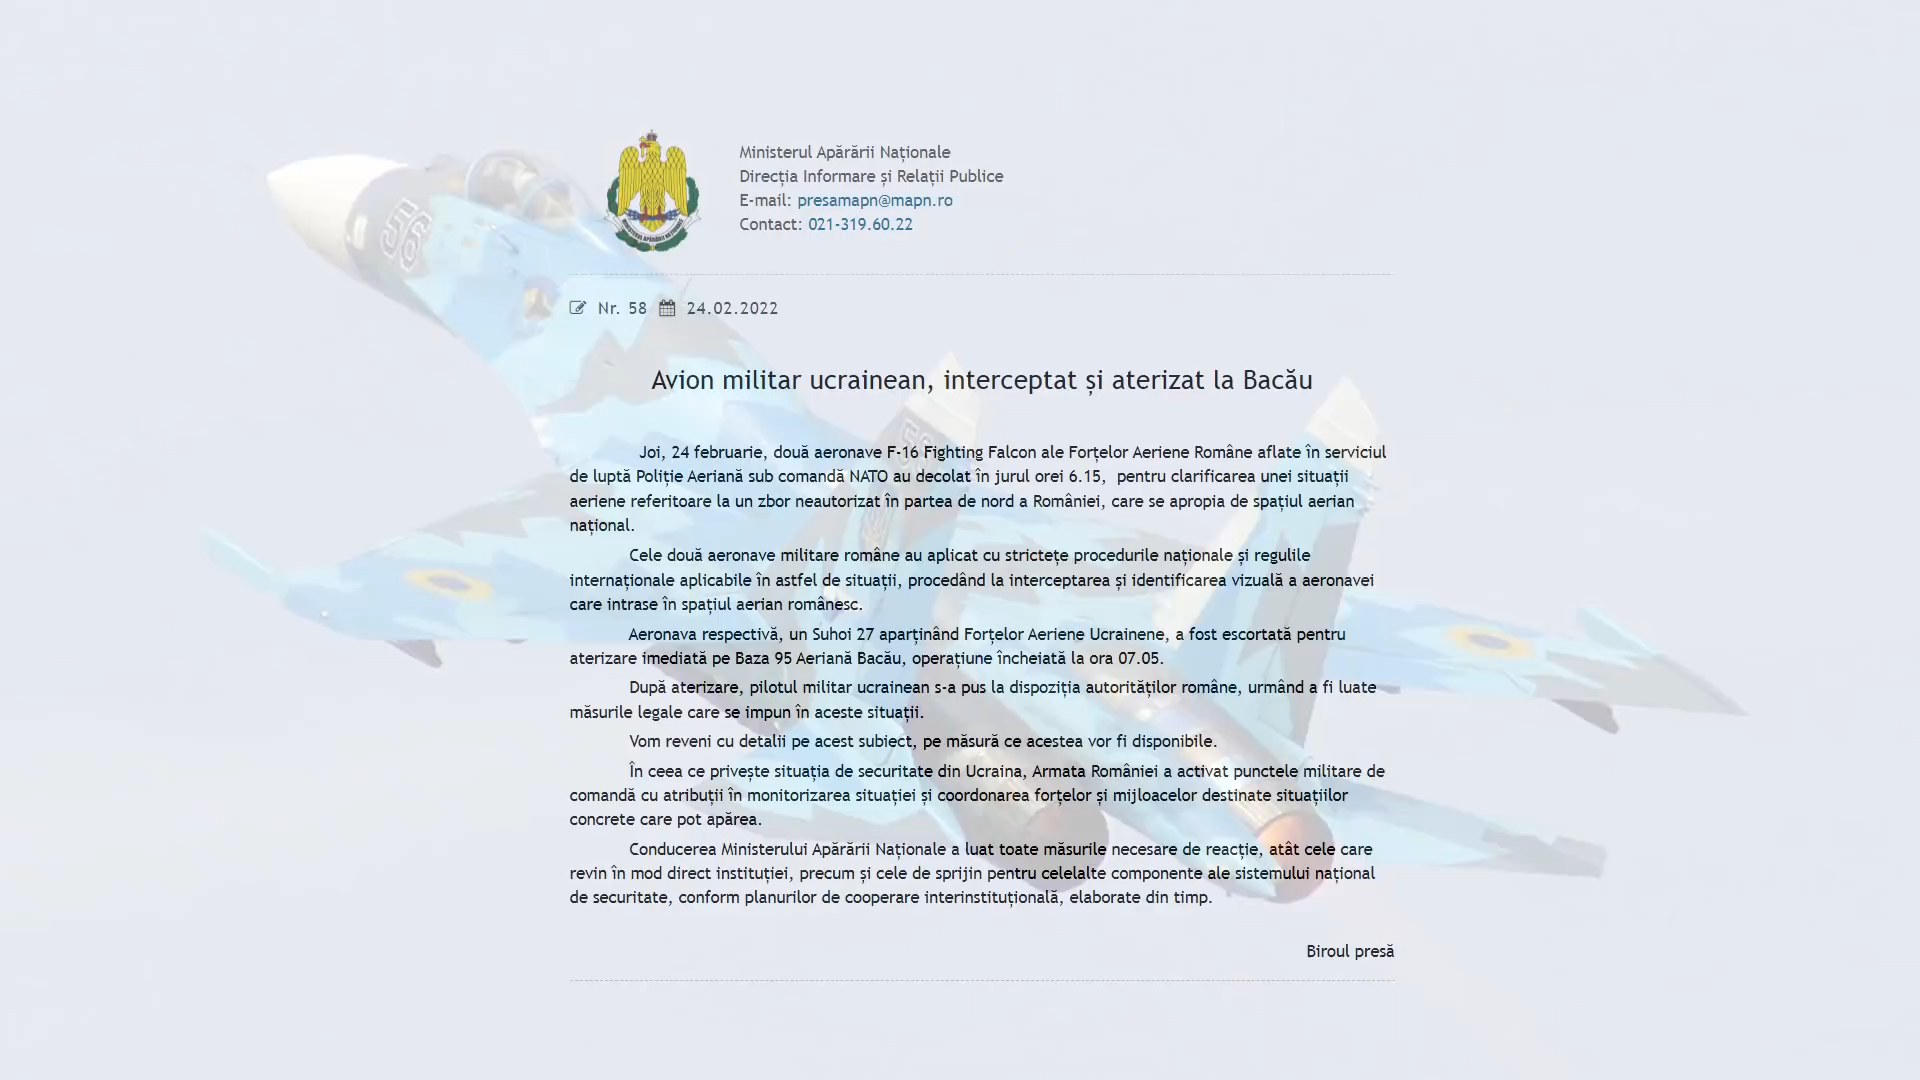 Ministerul Apărării Naționale
Direcția Informare și Relații Publice
E-mail: presamapn@mapn.ro
Contact: 021-319.60.22
MINISTERUL APĂRĂRII NAȚIONALE
Nr. 58 24.02.2022
Avion militar ucrainean, interceptat și aterizat la Bacău
Joi, 24 februarie, două aeronave F-16 Fighting Falcon ale Forțelor Aeriene Române aflate în serviciul
de luptă Poliție Aeriană sub comandă NATO au decolat în jurul orei 6.15, pentru clarificarea unei situații
aeriene referitoare la un zbor neautorizat în partea de nord a României, care se apropia de spațiul aerian
național.
Cele două aeronave militare române au aplicat cu strictețe procedurile naționale și regulile
internaționale aplicabile în astfel de situații, procedând la interceptarea și identificarea vizuală a aeronavei
care intrase în spațiul aerian românesc.
Aeronava respectivă, un Suhoi 27 aparținând Forțelor Aeriene Ucrainene, a fost escortată pentru
aterizare imediată pe Baza 95 Aeriană Bacău, operațiune încheiată la ora 07.05.
După aterizare, pilotul militar ucrainean s-a pus la dispoziția autorităților române, urmând a fi luate
măsurile legale care se impun în aceste situații.
Vom reveni cu detalii pe acest subiect, pe măsură ce acestea vor fi disponibile.
În ceea ce privește situația de securitate din Ucraina, Armata României a activat punctele militare de
comandă cu atribuții în monitorizarea situației și coordonarea forțelor și mijloacelor destinate situațiilor
concrete care pot apărea.
Conducerea Ministerului Apărării Naționale a luat toate măsurile necesare de reacție, atât cele care
revin în mod direct instituției, precum și cele de sprijin pentru celelalte componente ale sistemului național
de securitate, conform planurilor de cooperare interinstituțională, elaborate din timp.
Biroul presă
56